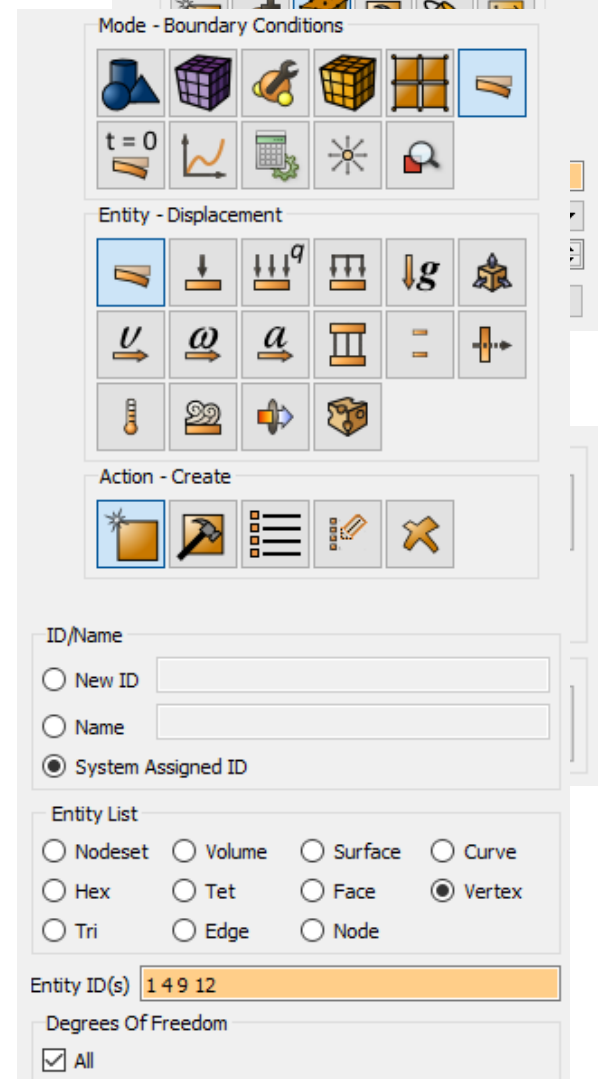 Mode - Boundary Conditions
t = 0
Entity - Displacement
q
g
υ ω a
Action - Create
ID/Name
New ID
Name
System Assigned ID
Entity List
Nodeset Volume Surface Curve
Hex Tet Face Vertex
Tri Edge Node
Entity ID(s) 1 4 9 12
Degrees Of Freedom
All